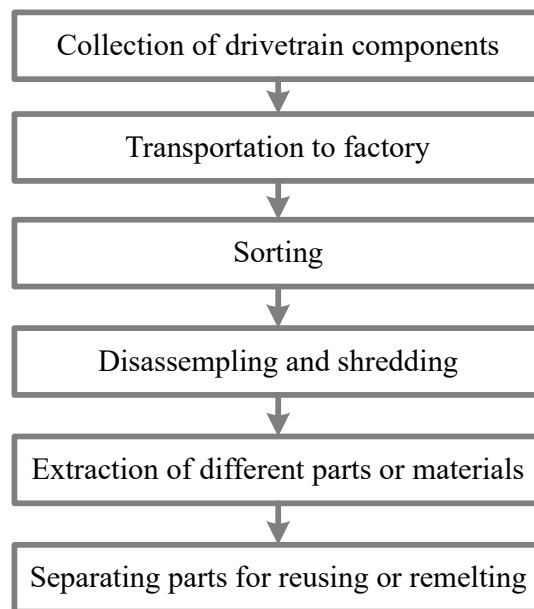 Collection of drivetrain components
Transportation to factory
Sorting
Disassempling and shredding
Extraction of different parts or materials
Separating parts for reusing or remelting